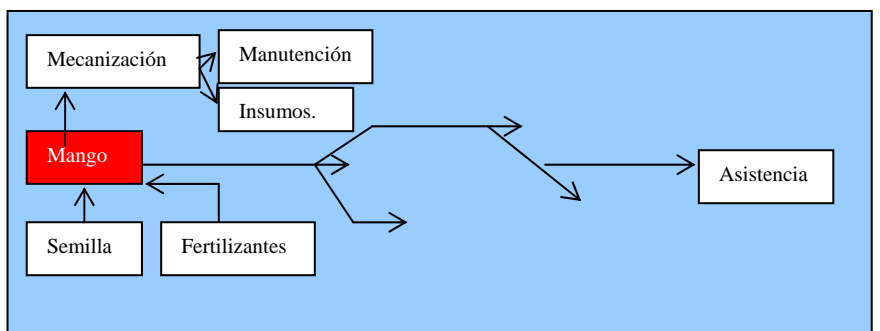 Mecanización
Manutención
Insumos.
Mango
Asistencia
Semilla
Fertilizantes